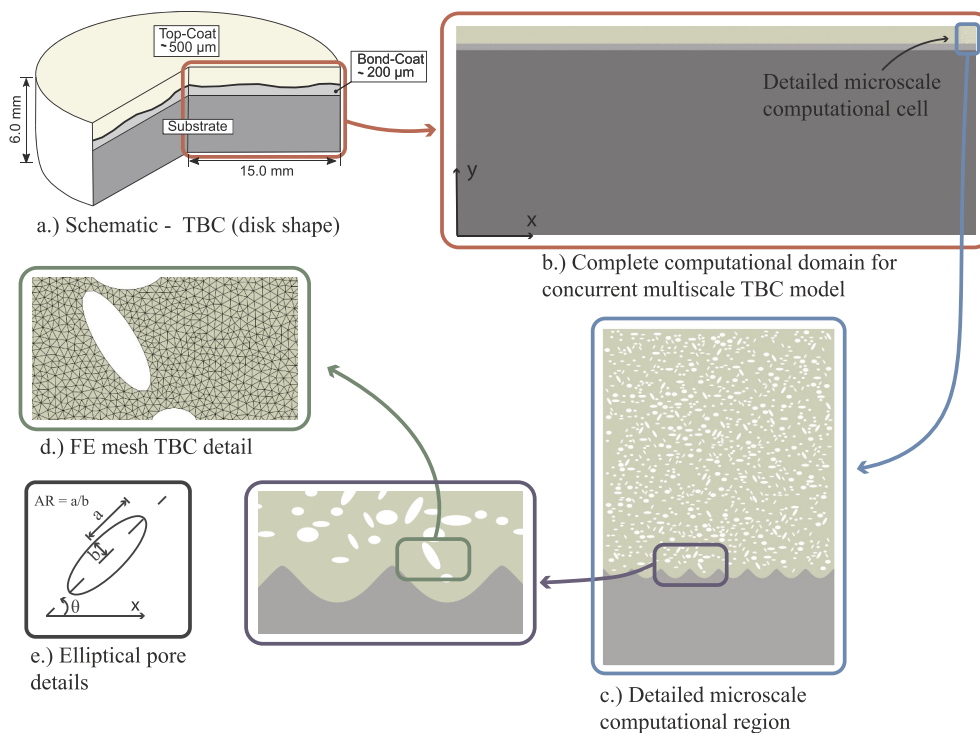 Top-Coat
~ 500 µm
Bond-Coat
~ 200 µm
Substrate
6.0 mm
15.0 mm
a.) Schematic - TBC (disk shape)
Detailed microscale
computational cell
y
x
b.) Complete computational domain for
concurrent multiscale TBC model
d.) FE mesh TBC detail
AR = a/b
a
b
θ
x
e.) Elliptical pore
details
c.) Detailed microscale
computational region